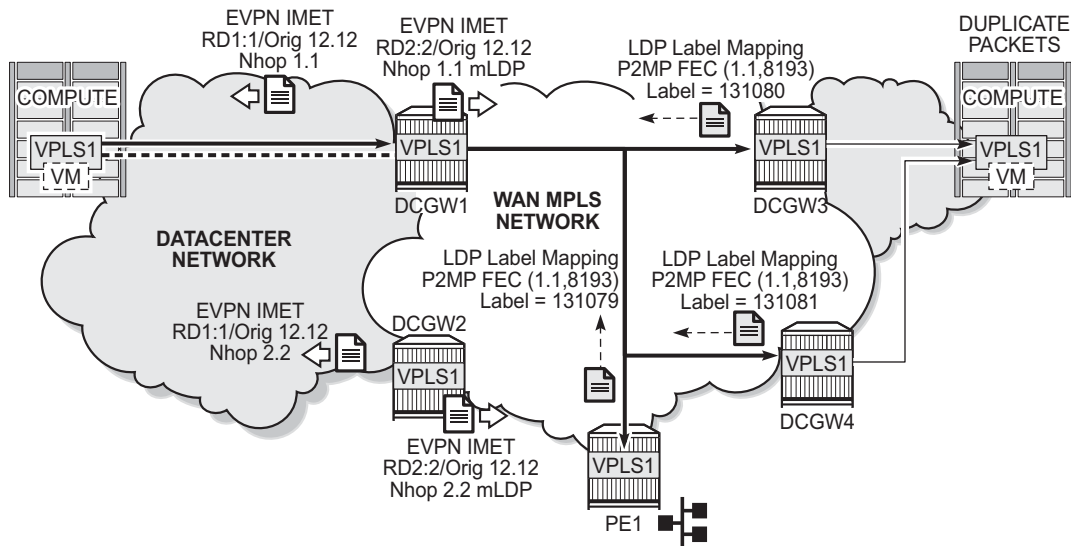 EVPN IMET
RD1:1/Orig 12.12
Nhop 1.1
EVPN IMET
RD2:2/Orig 12.12
Nhop 1.1 mLDP
LDP Label Mapping
P2MP FEC (1.1,8193)
Label = 131080
DUPLICATE
PACKETS
COMPUTE
VPLS1
VM
VPLS1
DCGW1
WAN MPLS
NETWORK
VPLS1
DCGW3
COMPUTE
VPLS1
VM
DATACENTER
NETWORK
LDP Label Mapping
P2MP FEC (1.1,8193)
Label = 131079
LDP Label Mapping
P2MP FEC (1.1,8193)
Label = 131081
EVPN IMET
RD1:1/Orig 12.12
Nhop 2.2
DCGW2
VPLS1
EVPN IMET
RD2:2/Orig 12.12
Nhop 2.2 mLDP
VPLS1
DCGW4
VPLS1
PE1